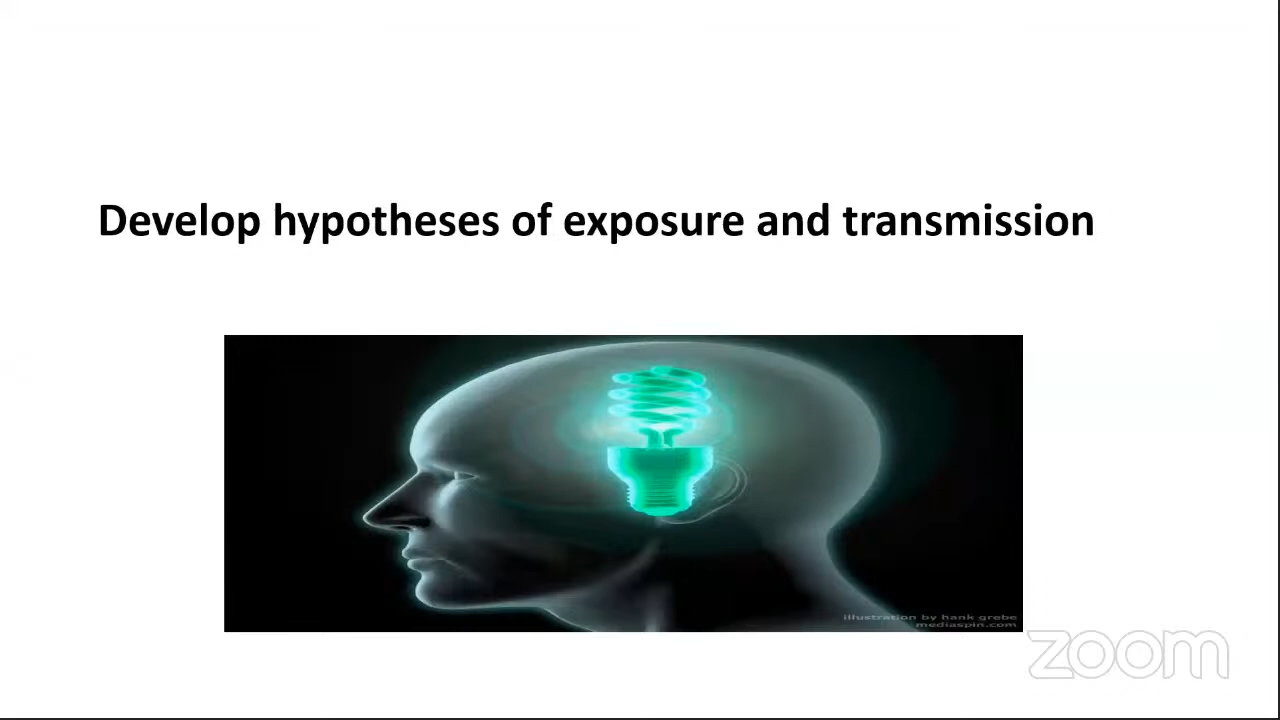 Develop hypotheses of exposure and transmission
illustration by hank grebe
mediaspin.com
zoom